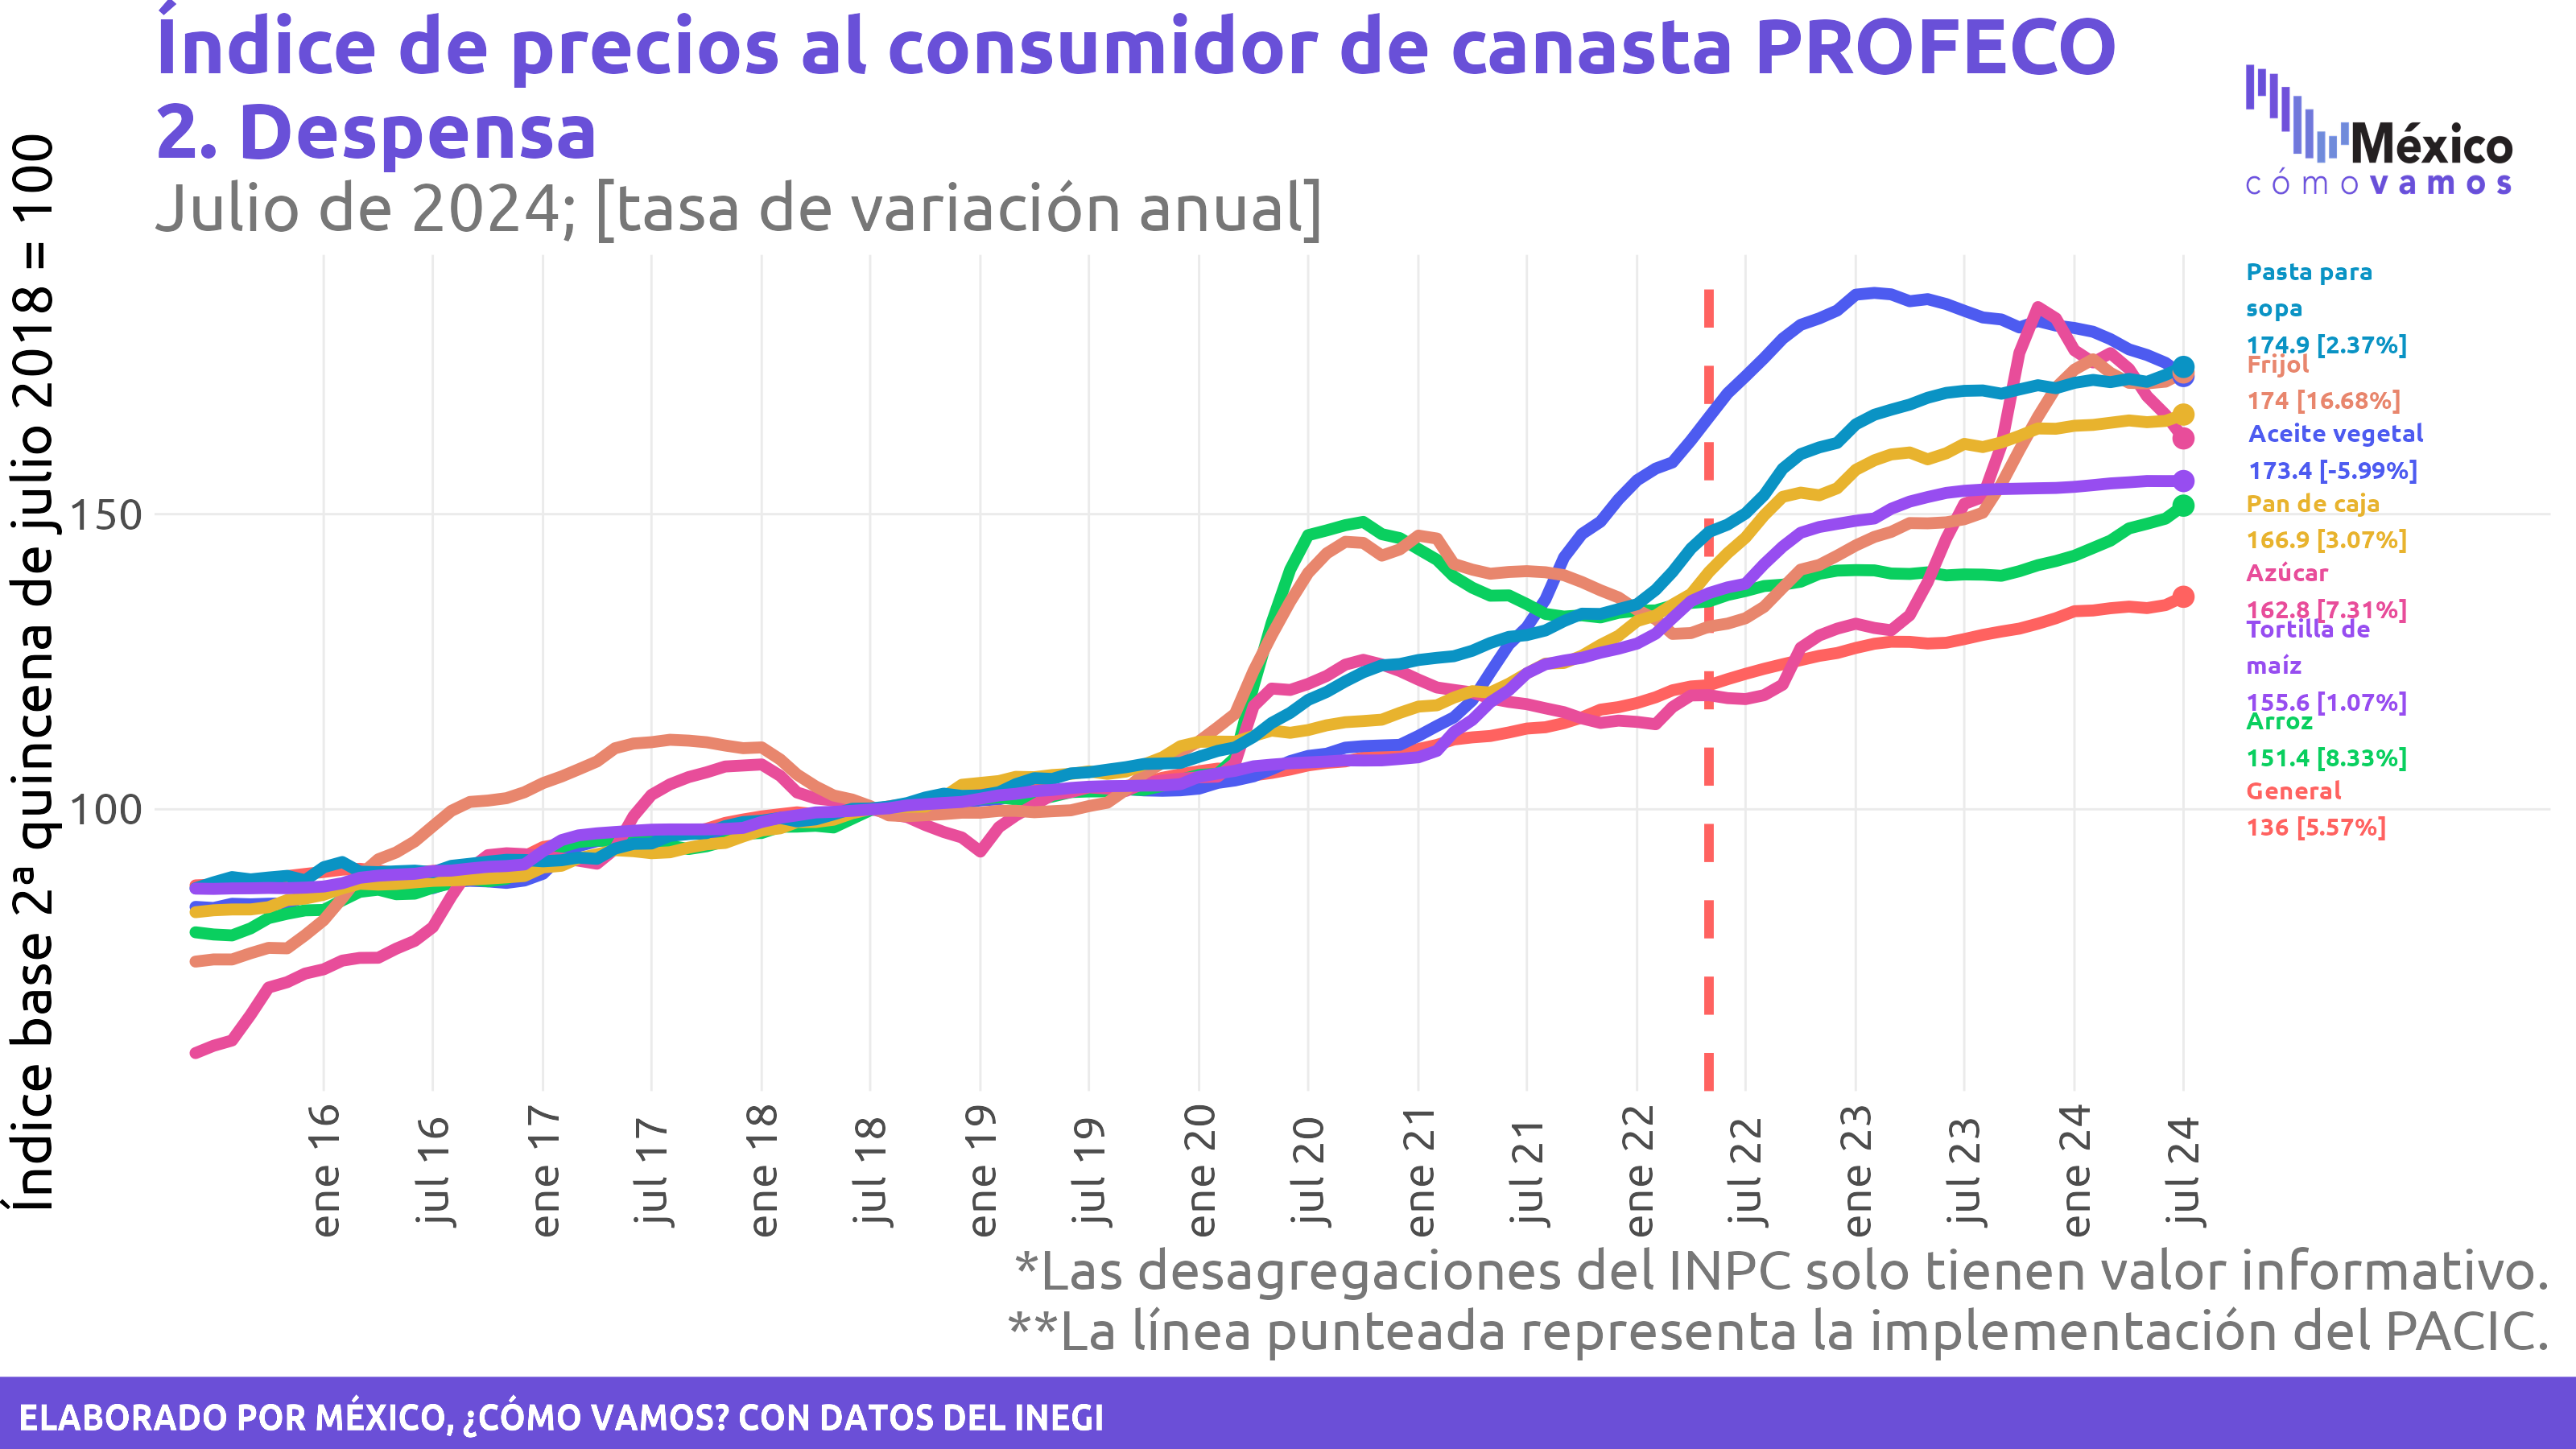 Índice de precios al consumidor de canasta PROFECO
2. Despensa
Julio de 2024; [tasa de variación anual]
México
cómo vamos
Índice base 2ª quincena de julio 2018 = 100
150
100
Pasta para
sopa
174.9 [2.37%]
Frijol
174 [16.68%]
Aceite vegetal
173.4 [-5.99%]
Pan de caja
166.9 [3.07%]
Azúcar
162.8 [7.31%]
Tortilla de
maíz
155.6 [1.07%]
Arroz
151.4 [8.33%]
General
136 [5.57%]
ene 16
jul 16
ene 17
jul 17
ene 18
jul 18
ene 19
jul 19
ene 20
jul 20
ene 21
jul 21
ene 22
jul 22
ene 23
jul 23
ene 24
jul 24
*Las desagregaciones del INPC solo tienen valor informativo.
**La línea punteada representa la implementación del PACIC.
ELABORADO POR MÉXICO, ¿CÓMO VAMOS? CON DATOS DEL INEGI